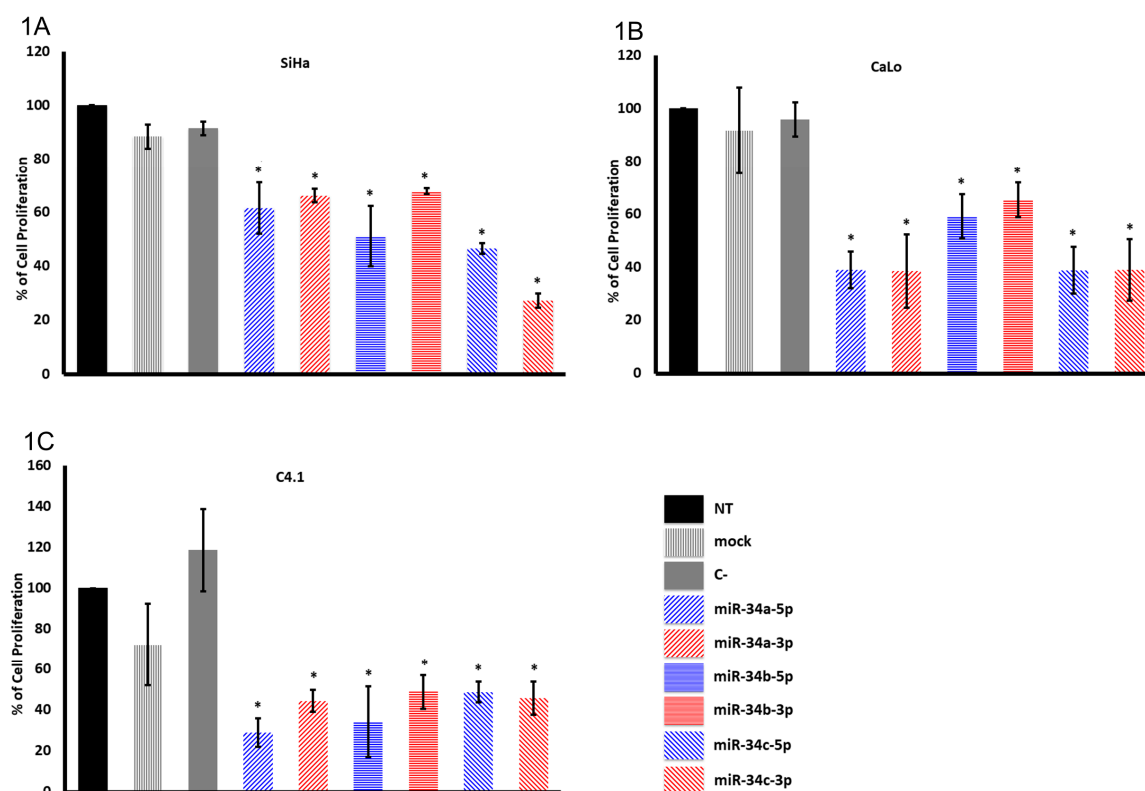 1A
SiHa
% of Cell Proliferation
120
100
80
60
40
20
0
* * * * * *
1B
CaLo
% of Cell Proliferation
120
100
80
60
40
20
0
* * * * * *
1C
C4.1
% of Cell Proliferation
160
140
120
100
80
60
40
20
0
* * * * * *
NT
mock
C-
miR-34a-5p
miR-34a-3p
miR-34b-5p
miR-34b-3p
miR-34c-5p
miR-34c-3p